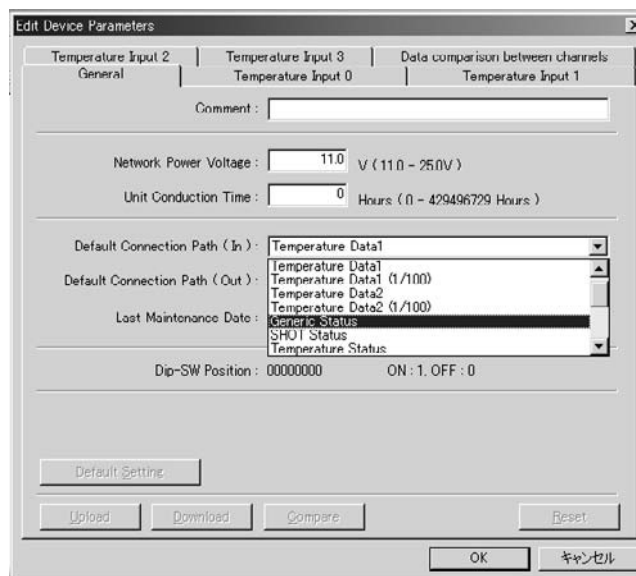 Edit Device Parameters
Temperature Input 2 Temperature Input 3 Data comparison between channels
General Temperature Input 0 Temperature Input 1
Comment :
Network Power Voltage : 11.0 V ( 11.0 - 25.0V )
Unit Conduction Time : 0 Hours ( 0 - 429496729 Hours )
Default Connection Path ( In ) : Temperature Data1
Temperature Data1
Default Connection Path ( Out ) : Temperature Data1 (1/100)
Temperature Data2
Temperature Data2 (1/100)
Last Maintenance Date : Generic Status
SHOT Status
Temperature Status
Dip-SW Position : 00000000 ON : 1, OFF : 0
Default Setting
Upload Download Compare Reset
OK キャンセル